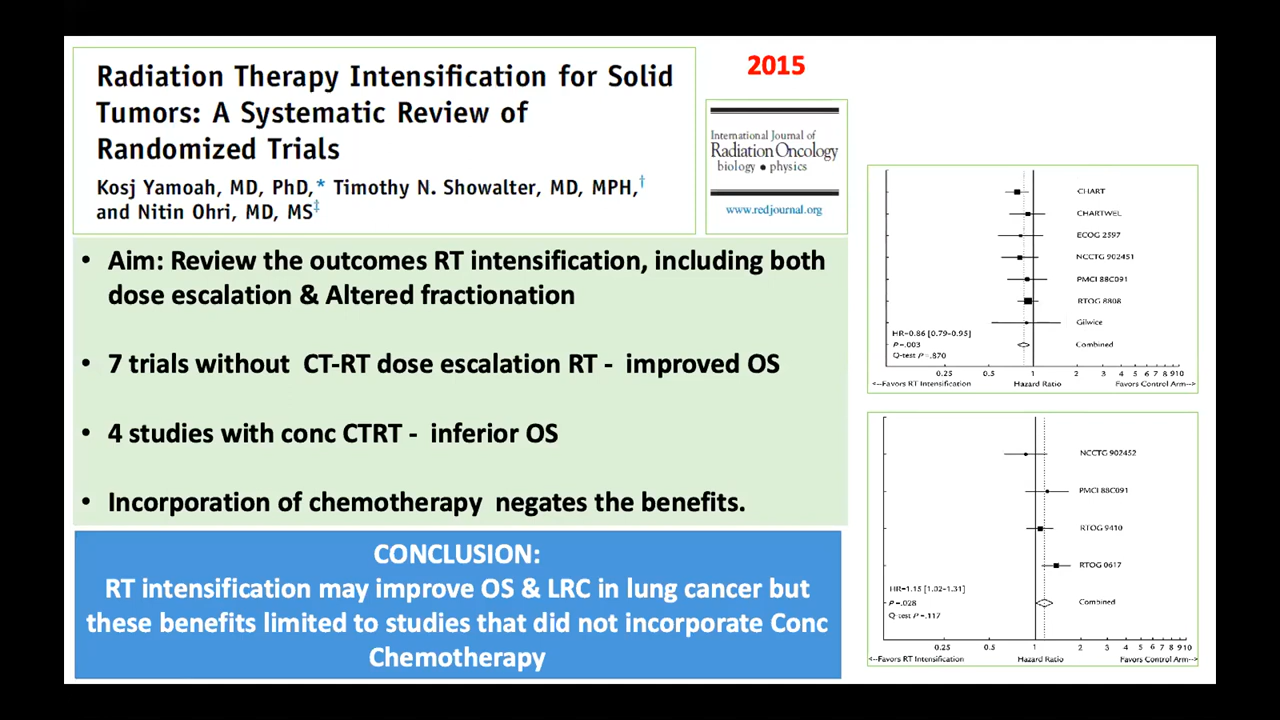 Radiation Therapy Intensification for Solid
Tumors: A Systematic Review of
Randomized Trials
Kosj Yamoah, MD, PhD,* Timothy N. Showalter, MD, MPH,†
and Nitin Ohri, MD, MS‡
2015
International Journal of
Radiation Oncology
biology • physics
www.redjournal.org
• Aim: Review the outcomes RT intensification, including both
dose escalation & Altered fractionation
• 7 trials without CT-RT dose escalation RT - improved OS
• 4 studies with conc CTRT - inferior OS
• Incorporation of chemotherapy negates the benefits.
CONCLUSION:
RT intensification may improve OS & LRC in lung cancer but
these benefits limited to studies that did not incorporate Conc
Chemotherapy
CHART
CHARTWEL
ECOG 2597
NCCTG 902451
PMCI 88C091
RTOG 8808
Gilwice
HR=0.86 [0.79-0.95]
P=.003
Combined
Q-test P=.870
0.25 0.5 1 2 3 4 5 6 7 8 9 10
<--Favors RT Intensification Hazard Ratio Favors Control Arm-->
NCCTG 902452
PMCI 88C091
RTOG 9410
RTOG 0617
HR=1.15 [1.02-1.31]
P=.028
Combined
Q-test P=.117
0.25 0.5 1 2 3 4 5 6 7 8 9 10
<--Favors RT Intensification Hazard Ratio Favors Control Arm-->